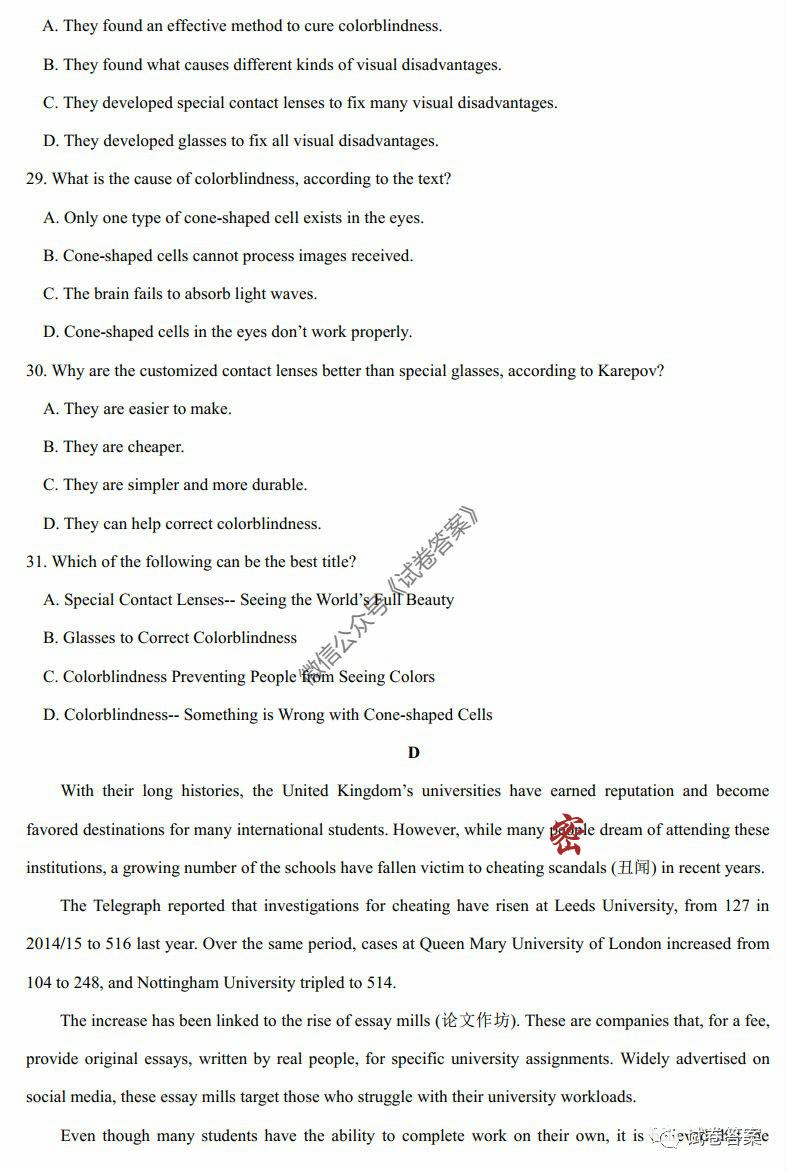 A. They found an effective method to cure colorblindness.
B. They found what causes different kinds of visual disadvantages.
C. They developed special contact lenses to fix many visual disadvantages.
D. They developed glasses to fix all visual disadvantages.
29. What is the cause of colorblindness, according to the text?
A. Only one type of cone-shaped cell exists in the eyes.
B. Cone-shaped cells cannot process images received.
C. The brain fails to absorb light waves.
D. Cone-shaped cells in the eyes don’t work properly.
30. Why are the customized contact lenses better than special glasses, according to Karepov?
A. They are easier to make.
B. They are cheaper.
C. They are simpler and more durable.
D. They can help correct colorblindness.
微信公众号《试卷答案》
31. Which of the following can be the best title?
A. Special Contact Lenses-- Seeing the World’s Full Beauty
B. Glasses to Correct Colorblindness
C. Colorblindness Preventing People from Seeing Colors
D. Colorblindness-- Something is Wrong with Cone-shaped Cells
D
With their long histories, the United Kingdom’s universities have earned reputation and become
favored destinations for many international students. However, while many people dream of attending these
密
institutions, a growing number of the schools have fallen victim to cheating scandals (丑闻) in recent years.
The Telegraph reported that investigations for cheating have risen at Leeds University, from 127 in
2014/15 to 516 last year. Over the same period, cases at Queen Mary University of London increased from
104 to 248, and Nottingham University tripled to 514.
The increase has been linked to the rise of essay mills (论文作坊). These are companies that, for a fee,
provide original essays, written by real people, for specific university assignments. Widely advertised on
social media, these essay mills target those who struggle with their university workloads.
Even though many students have the ability to complete work on their own, it is
试卷答案